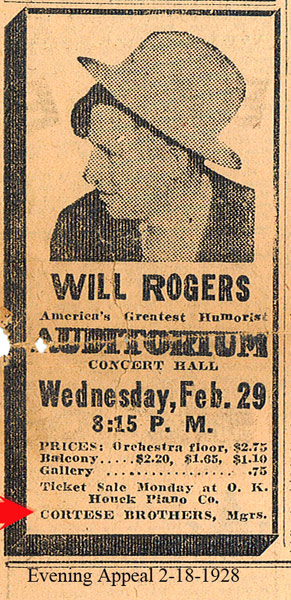 WILL ROGERS
America's Greatest Humorist
AUDITORIUM
CONCERT HALL
Wednesday, Feb. 29
8:15 P. M.
PRICES: Orchestra floor, $2.75
Balcony.....$2.20, $1.65, $1.10
Gallery ................. .75
Ticket Sale Monday at O. K.
Houck Piano Co.
CORTESE BROTHERS, Mgrs.
Evening Appeal 2-18-1928